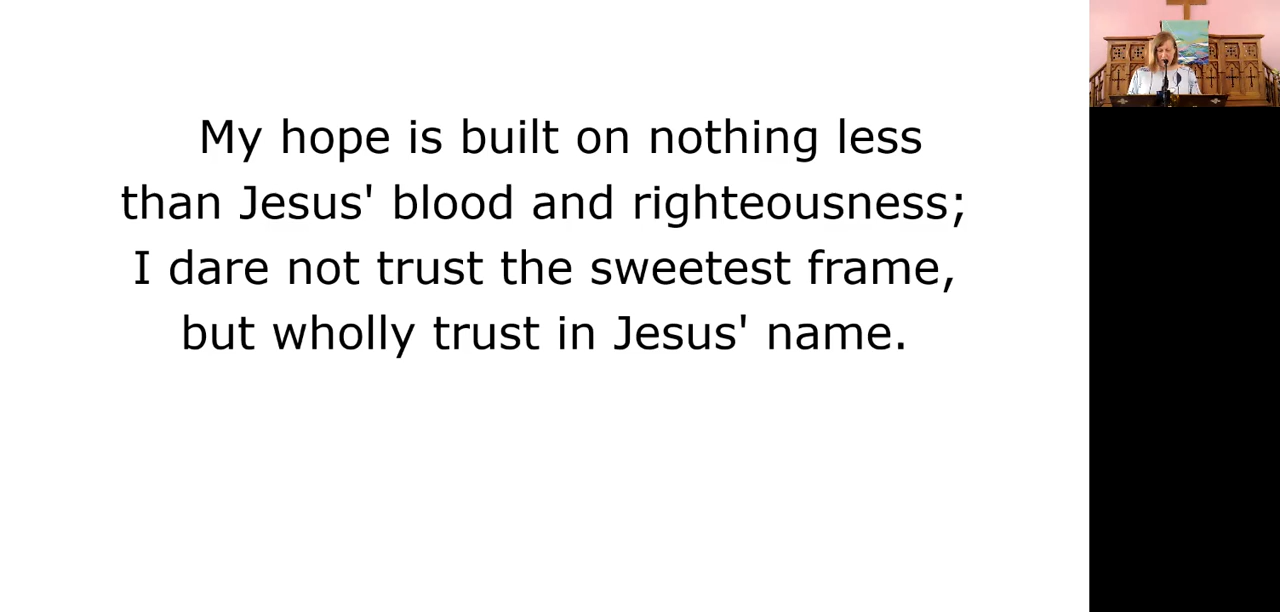 My hope is built on nothing less
than Jesus' blood and righteousness;
I dare not trust the sweetest frame,
but wholly trust in Jesus' name.